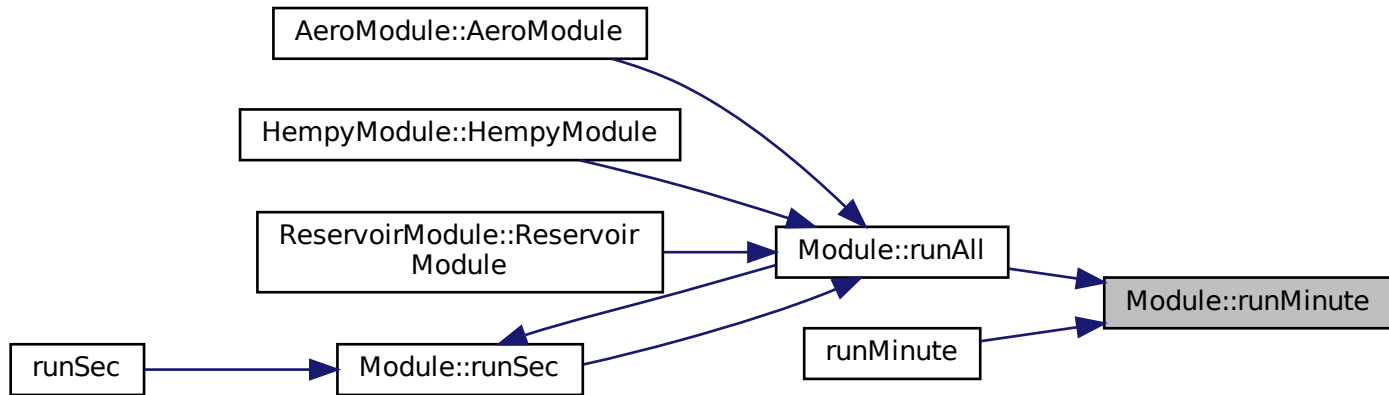 AeroModule::AeroModule
HempyModule::HempyModule
ReservoirModule::Reservoir
Module
Module::runAll
Module::runMinute
runMinute
Module::runSec
runSec